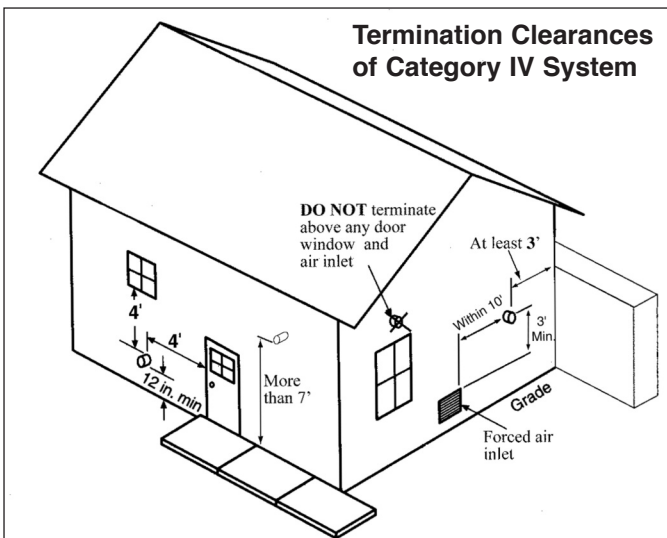 Termination Clearances
of Category IV System
DO NOT terminate
above any door
window and
air inlet
At least 3'
Within 10'
3'
Min.
4'
4'
12 in. min
More
than 7'
Grade
Forced air
inlet